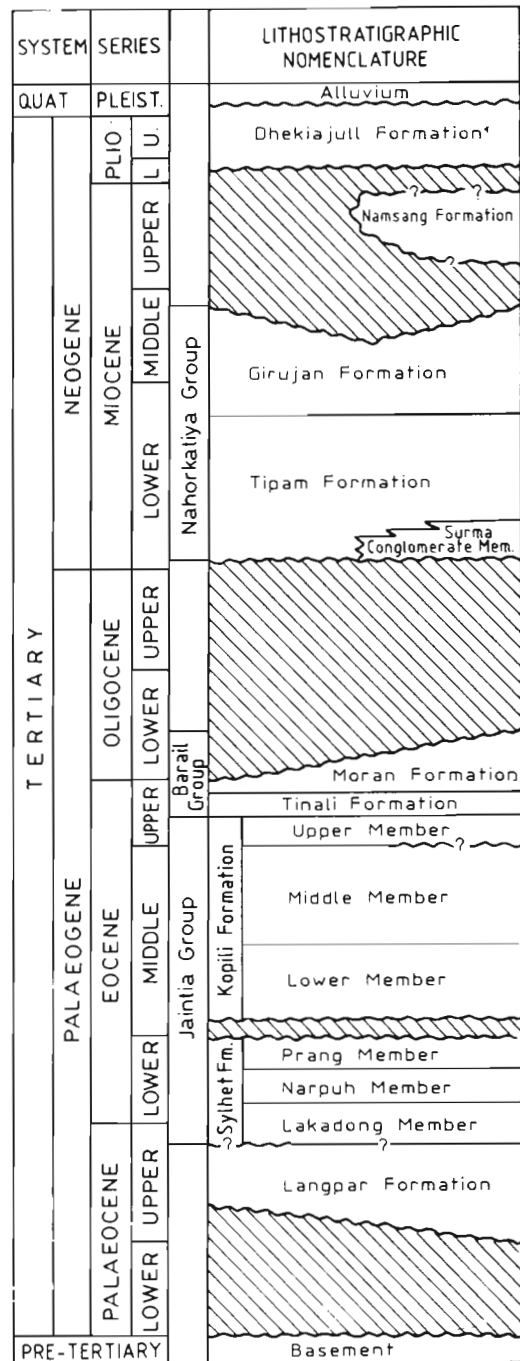 SYSTEM
SERIES
LITHOSTRATIGRAPHIC
NOMENCLATURE
QUAT
PLEIST.
Alluvium
TERTIARY
NEOGENE
PALAEOGENE
PLIO
U.
L
MIOCENE
UPPER
MIDDLE
LOWER
OLIGOCENE
UPPER
LOWER
EOCENE
UPPER
MIDDLE
LOWER
PALAEOCENE
UPPER
LOWER
Nahorkatiya Group
Barail
Group
Jaintia Group
Dhekiajull Formation
? ?
Namsang Formation
?
Girujan Formation
Tipam Formation
Surma
Conglomerate Mem.
Moran Formation
Tinali Formation
Kopili Formation
Upper Member
?
Middle Member
Lower Member
Sylhet Fm.
Prang Member
Narpuh Member
Lakadong Member
? ?
Langpar Formation
PRE-TERTIARY
Basement